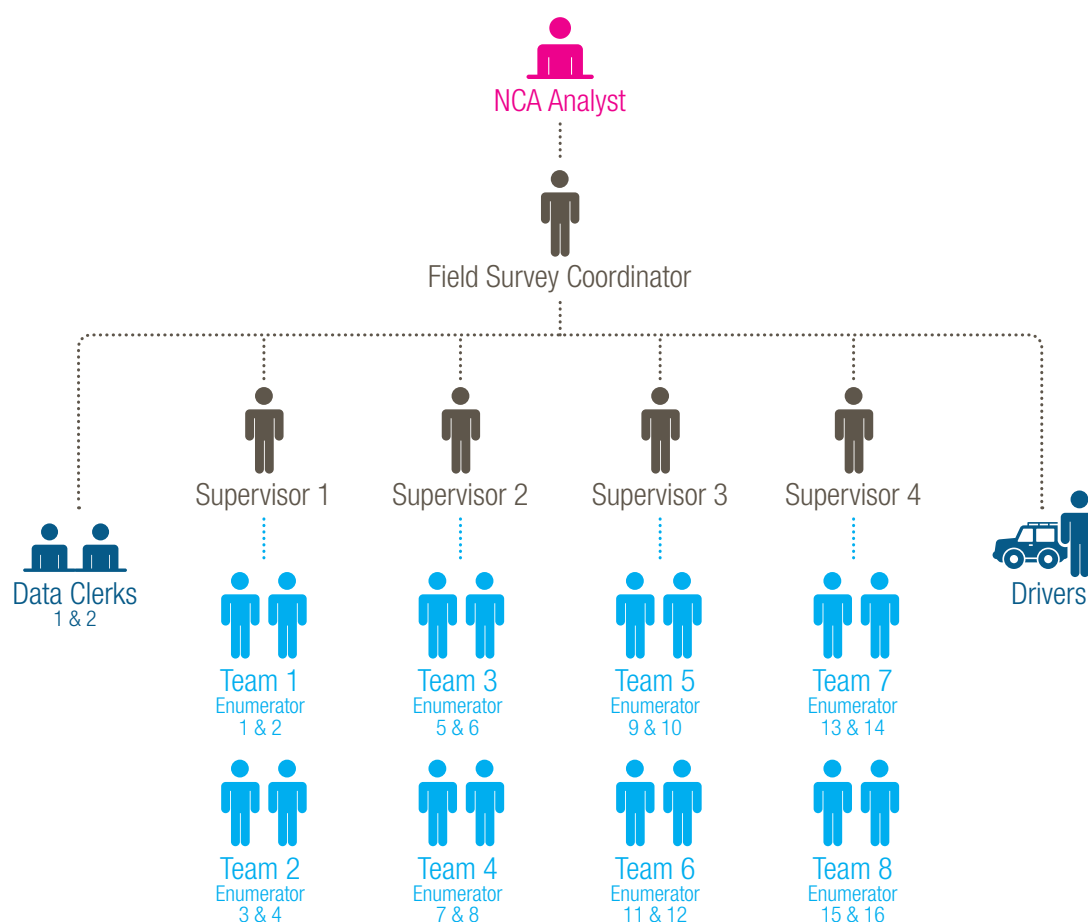 NCA Analyst
Field Survey Coordinator
Supervisor 1
Supervisor 2
Supervisor 3
Supervisor 4
Data Clerks
1 & 2
Drivers
Team 1
Enumerator
1 & 2
Team 3
Enumerator
5 & 6
Team 5
Enumerator
9 & 10
Team 7
Enumerator
13 & 14
Team 2
Enumerator
3 & 4
Team 4
Enumerator
7 & 8
Team 6
Enumerator
11 & 12
Team 8
Enumerator
15 & 16